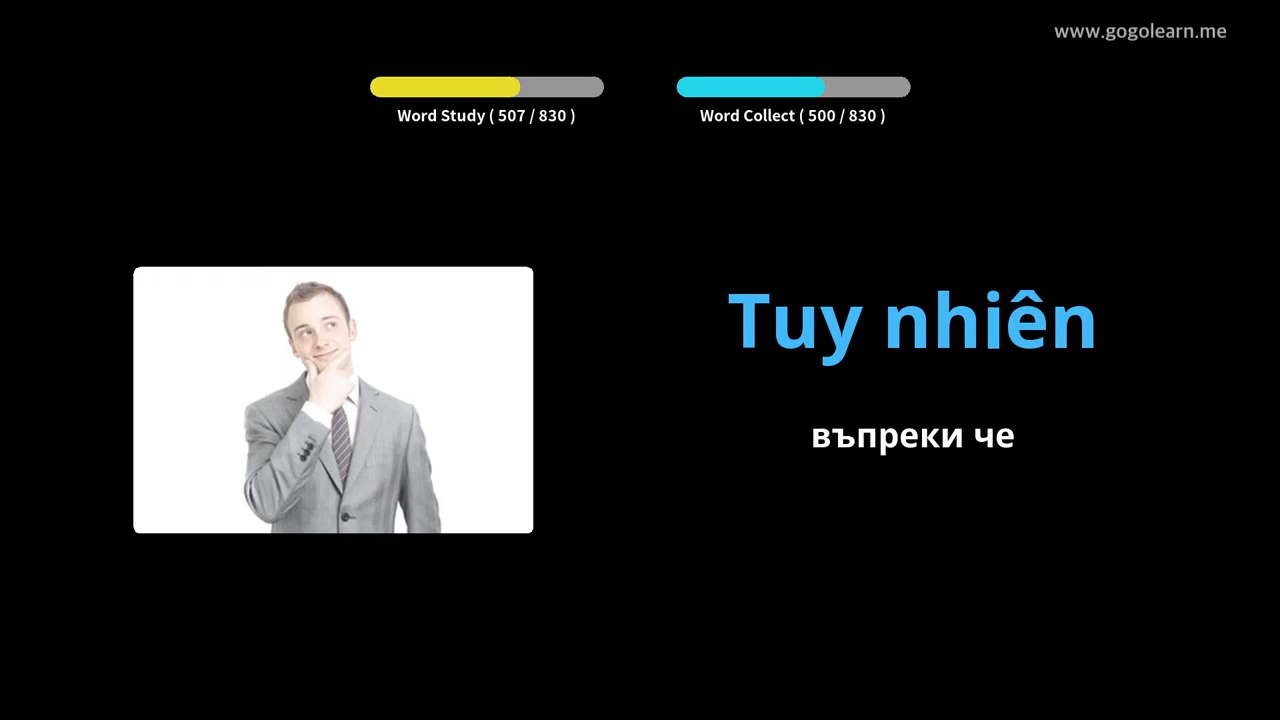 www.gogolearn.me
Word Study ( 507 / 830 )
Word Collect ( 500 / 830 )
Tuy nhiên
въпреки че